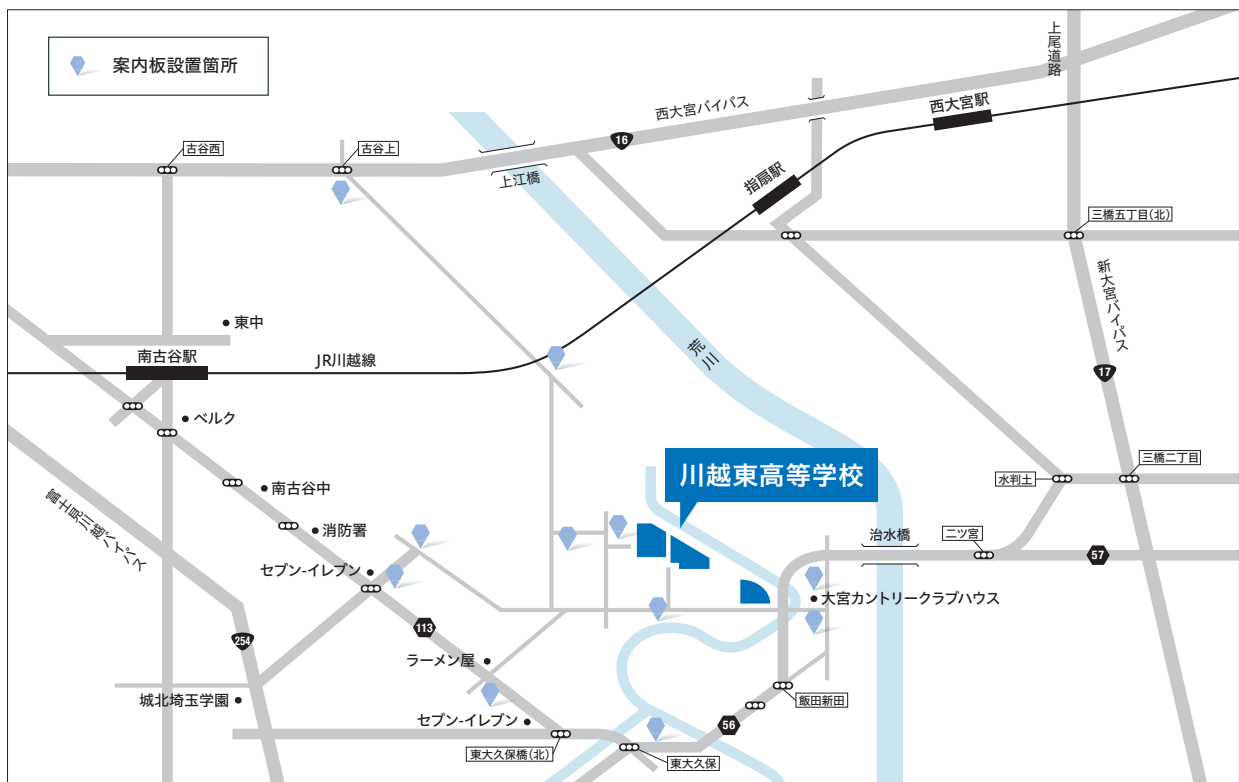 案内板設置箇所
上尾道路
西大宮バイパス
西大宮駅
16
古谷西
古谷上
上江橋
指扇駅
三橋五丁目(北)
新大宮バイパス
東中
荒川
南古谷駅
JR川越線
17
ベルク
川越東高等学校
三橋二丁目
水判土
南古谷中
富士見川越バイパス
消防署
治水橋
二ツ宮
57
セブン-イレブン
大宮カントリークラブハウス
113
254
ラーメン屋
城北埼玉学園
飯田新田
セブン-イレブン
56
東大久保橋(北)
東大久保